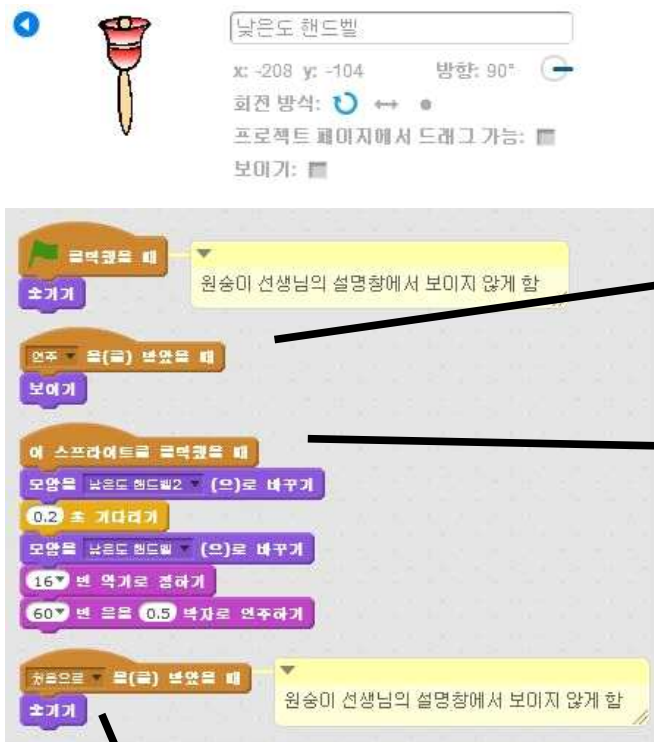 낮은도 핸드벨
x: -208 y: -104 방향: 90°
회전 방식:
프로젝트 페이지에서 드래그 가능:
보이기:
클릭했을 때
숨기기
원숭이 선생님의 설명창에서 보이지 않게 함
연주 을(를) 받았을 때
보이기
이 스프라이트를 클릭했을 때
모양을 낮은도 핸드벨2 (으)로 바꾸기
0.2 초 기다리기
모양을 낮은도 핸드벨 (으)로 바꾸기
16 번 악기로 정하기
60 번 음을 0.5 박자로 연주하기
처음으로 을(를) 받았을 때
숨기기
원숭이 선생님의 설명창에서 보이지 않게 함